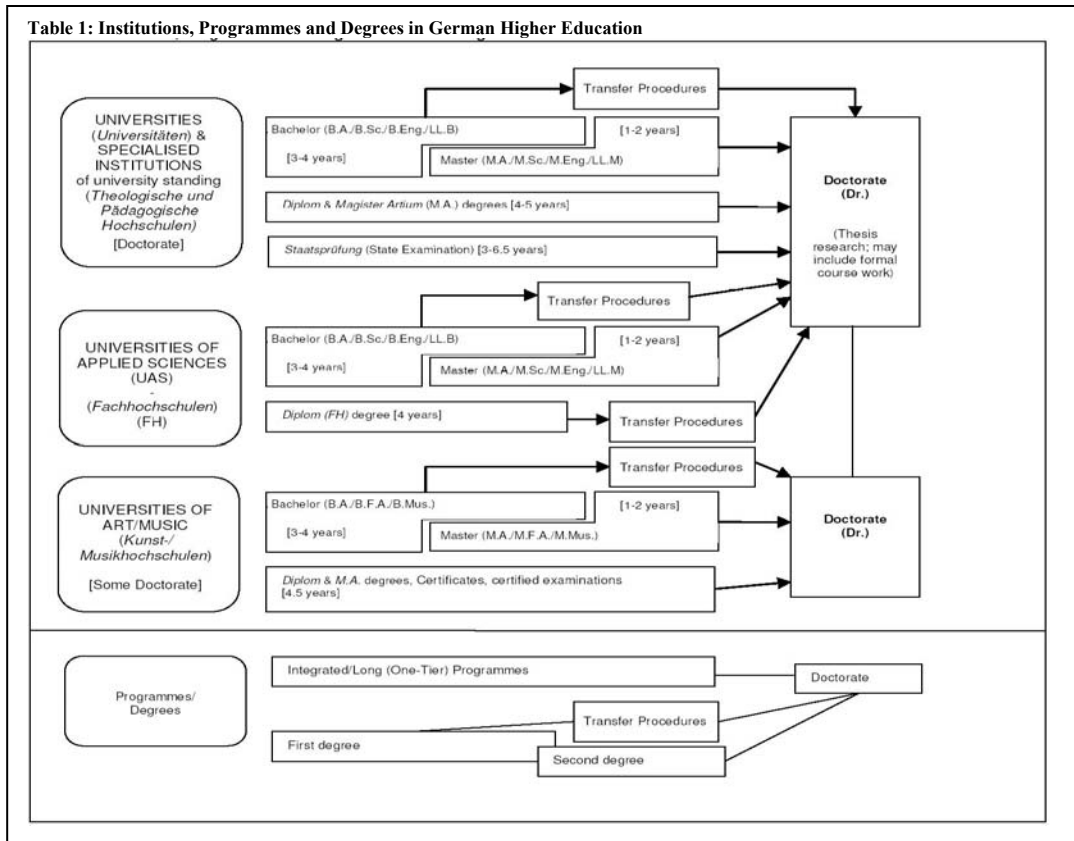 Table 1: Institutions, Programmes and Degrees in German Higher Education
Transfer Procedures
UNIVERSITIES
(Universitäten) &
SPECIALISED
INSTITUTIONS
of university standing
(Theologische und
Pädagogische
Hochschulen)
[Doctorate]
Bachelor (B.A./B.Sc./B.Eng./LL.B)
[3-4 years]
[1-2 years]
Master (M.A./M.Sc./M.Eng./LL.M)
Diplom & Magister Artium (M.A.) degrees [4-5 years]
Staatsprüfung (State Examination) [3-6.5 years]
Doctorate
(Dr.)
(Thesis
research; may
include formal
course work)
Transfer Procedures
UNIVERSITIES OF
APPLIED SCIENCES
(UAS)
-
(Fachhochschulen)
(FH)
Bachelor (B.A./B.Sc./B.Eng./LL.B)
[3-4 years]
[1-2 years]
Master (M.A./M.Sc./M.Eng./LL.M)
Diplom (FH) degree [4 years]
Transfer Procedures
Transfer Procedures
UNIVERSITIES OF
ART/MUSIC
(Kunst-/
Musikhochschulen)
[Some Doctorate]
Bachelor (B.A./B.F.A./B.Mus.)
[3-4 years]
[1-2 years]
Master (M.A./M.F.A./M.Mus.)
Diplom & M.A. degrees, Certificates, certified examinations
[4.5 years]
Doctorate
(Dr.)
Programmes/
Degrees
Integrated/Long (One-Tier) Programmes
Doctorate
Transfer Procedures
First degree
Second degree